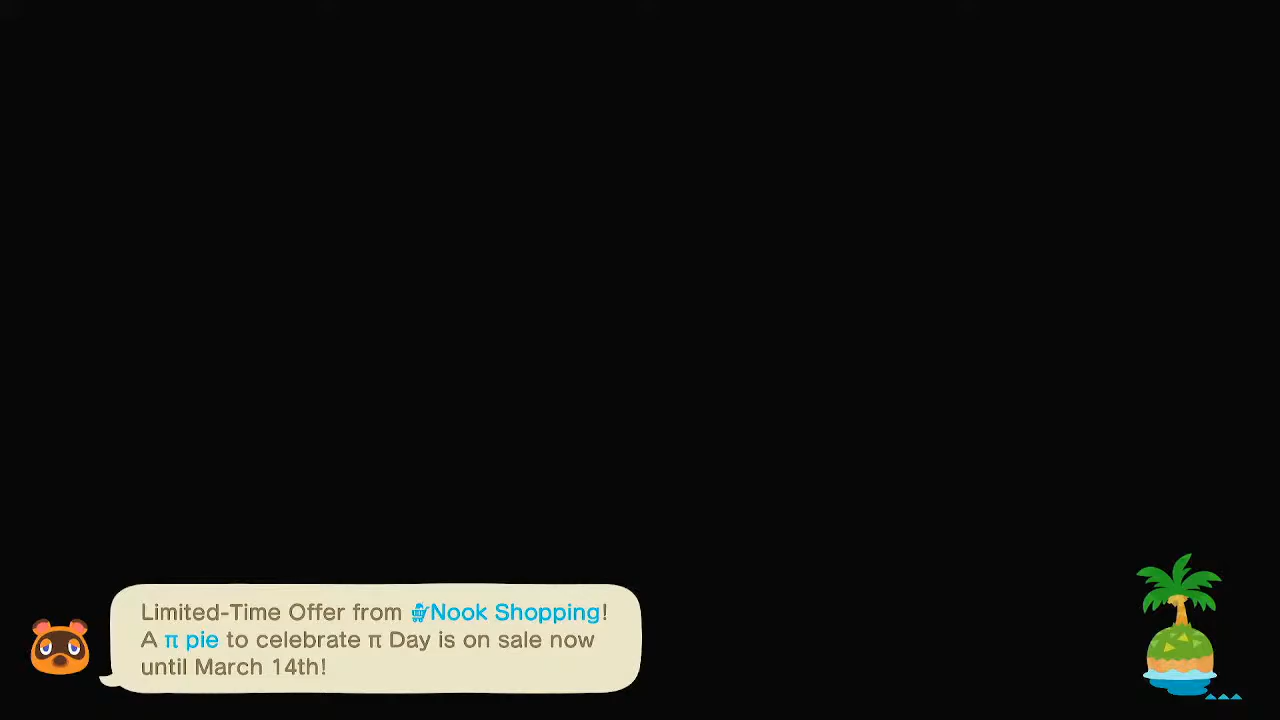 Limited-Time Offer from Nook Shopping!
A π pie to celebrate π Day is on sale now
until March 14th!